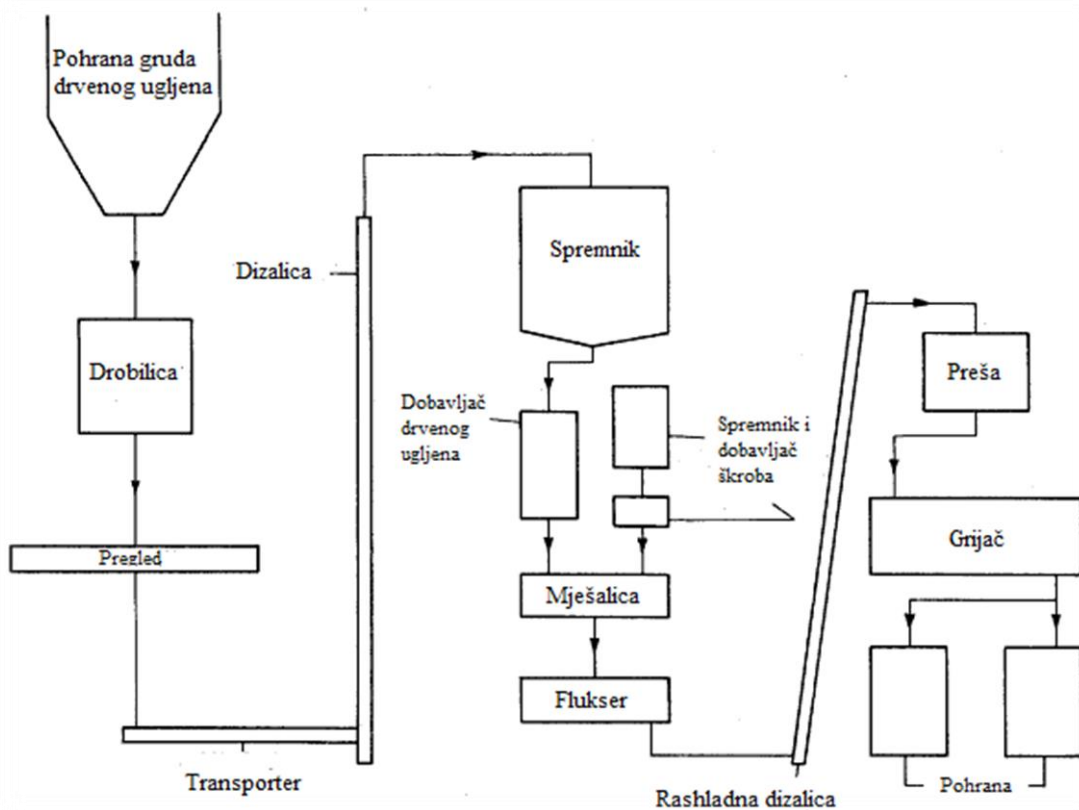 Pohrana gruda
drvenog ugljena
Drobilica
Pregled
Transporter
Dizalica
Spremnik
Dobavljač
drvenog
ugljena
Spremnik i
dobavljač
škroba
Mješalica
Flukser
Rashladna dizalica
Preša
Grijač
Pohrana